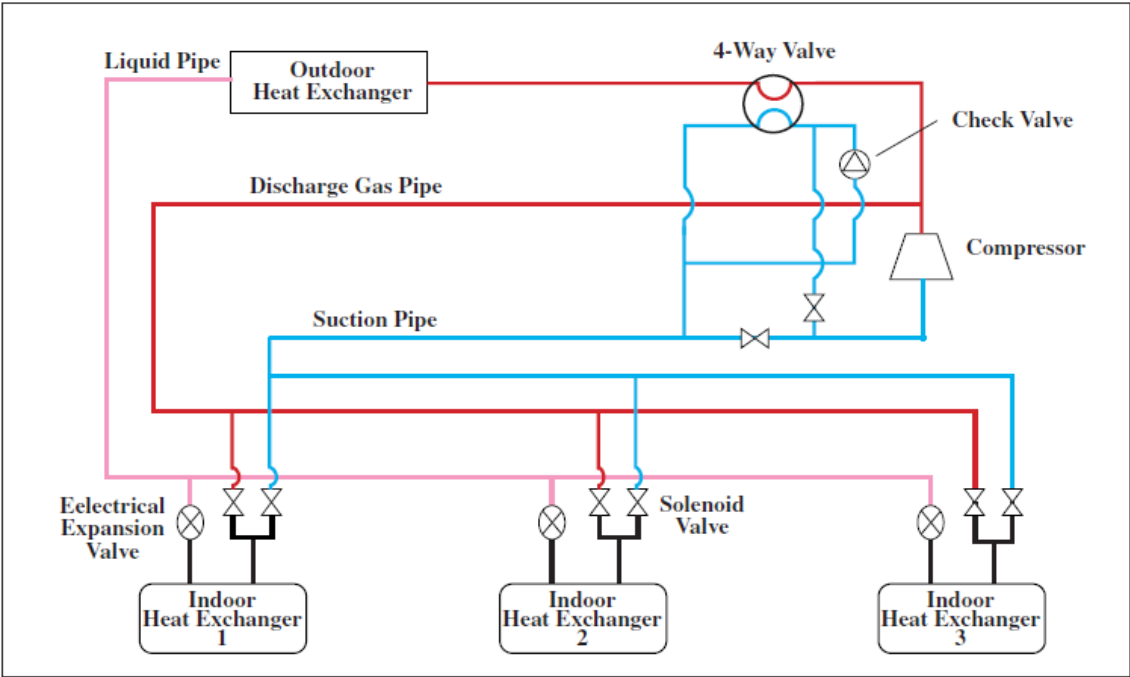 4-Way Valve
Liquid Pipe
Outdoor
Heat Exchanger
Check Valve
Discharge Gas Pipe
Compressor
Suction Pipe
Eelectrical
Expansion
Valve
Solenoid
Valve
Indoor
Heat Exchanger
1
Indoor
Heat Exchanger
2
Indoor
Heat Exchanger
3